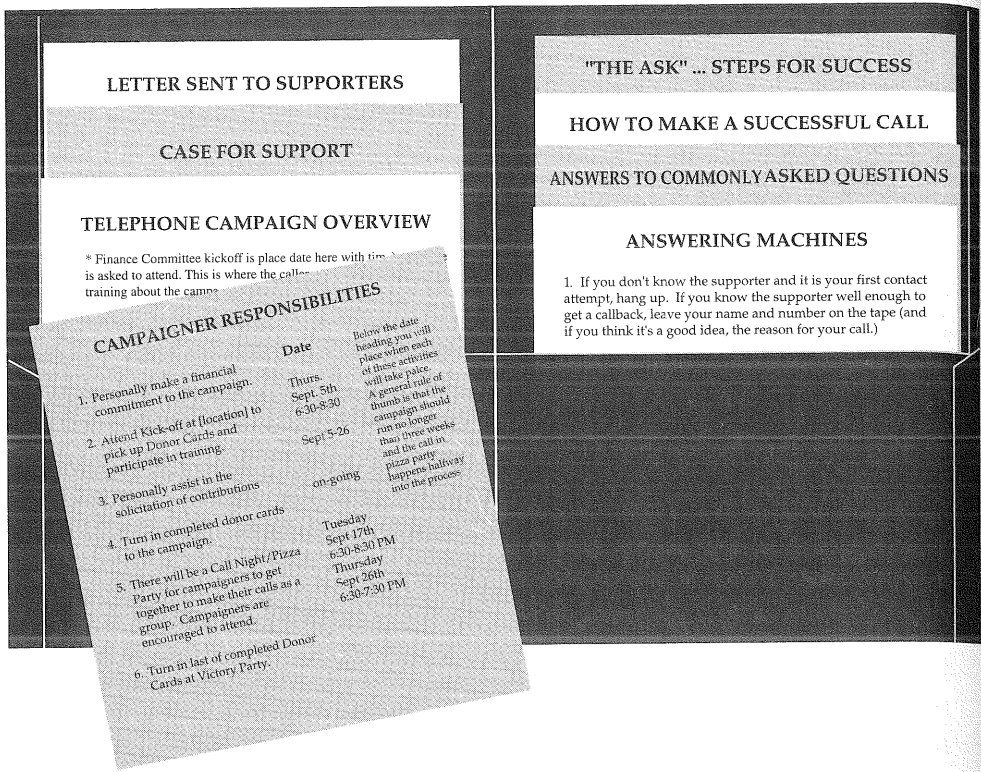 LETTER SENT TO SUPPORTERS
CASE FOR SUPPORT
TELEPHONE CAMPAIGN OVERVIEW
* Finance Committee kickoff is place date here with
is asked to attend. This is where the
training about the
CAMPAIGNER RESPONSIBILITIES
Date
Below the date
heading you will
place when each
of these activities
will take palce.
A general rule of
thumb is that the
campaign should
run no longer
than three weeks
and the call in
pizza party
happens halfway
into the process
1. Personally make a financial
commitment to the campaign.
Thurs.
Sept. 5th
6:30-8:30
2. Attend Kick-off at [location] to
pick up Donor Cards and
participate in training.
Sept 5-26
3. Personally assist in the
solicitation of contributions
on-going
4. Turn in completed donor cards
to the campaign.
Tuesday
Sept 17th
6:30-8:30 PM
5. There will be a Call Night/Pizza
Party for campaigners to get
together to make their calls as a
group. Campaigners are
encouraged to attend.
Thursday
Sept 26th
6:30-7:30 PM
6. Turn in last of completed Donor
Cards at Victory Party.
"THE ASK" ... STEPS FOR SUCCESS
HOW TO MAKE A SUCCESSFUL CALL
ANSWERS TO COMMONLY ASKED QUESTIONS
ANSWERING MACHINES
1. If you don't know the supporter and it is your first contact
attempt, hang up. If you know the supporter well enough to
get a callback, leave your name and number on the tape (and
if you think it's a good idea, the reason for your call.)